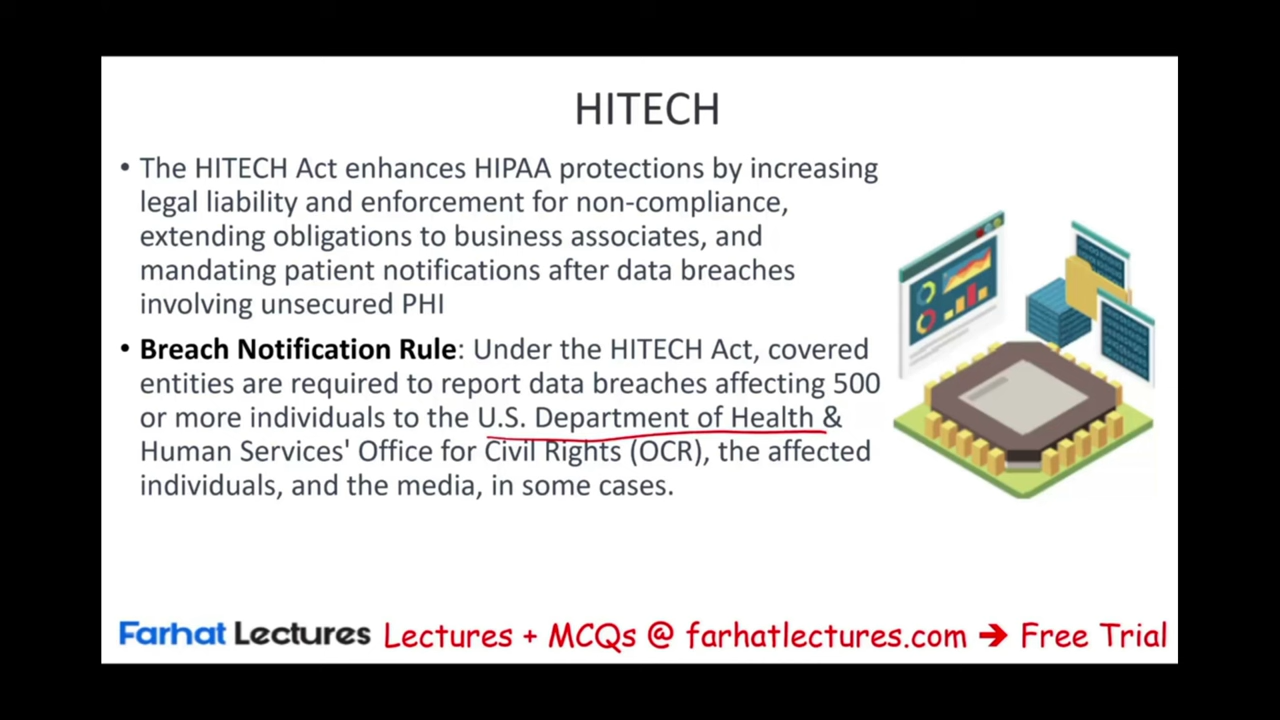 HITECH
• The HITECH Act enhances HIPAA protections by increasing
legal liability and enforcement for non-compliance,
extending obligations to business associates, and
mandating patient notifications after data breaches
involving unsecured PHI
• Breach Notification Rule: Under the HITECH Act, covered
entities are required to report data breaches affecting 500
or more individuals to the U.S. Department of Health &
Human Services' Office for Civil Rights (OCR), the affected
individuals, and the media, in some cases.
Farhat Lectures Lectures + MCQs @ farhatlectures.com ➔ Free Trial